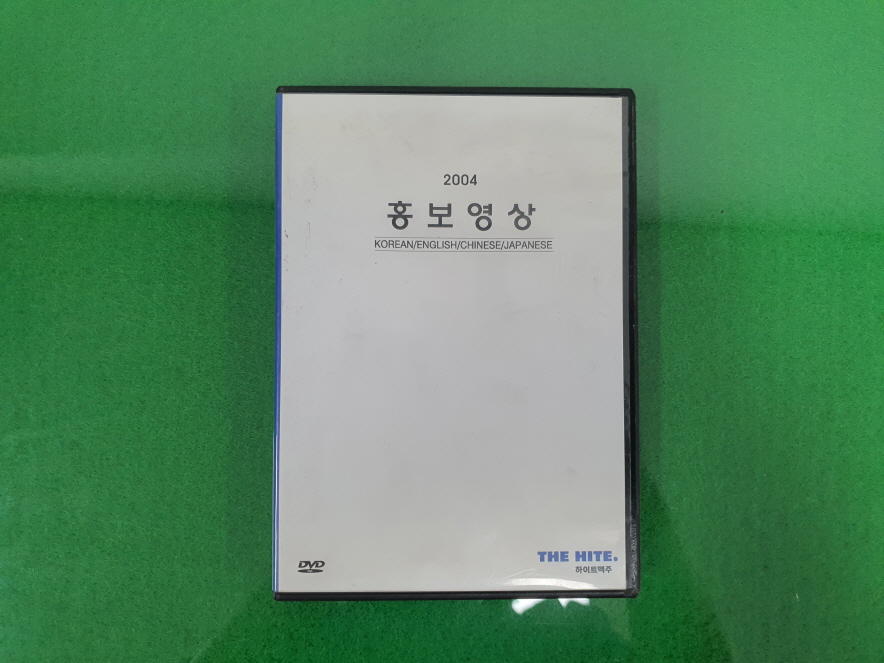 2004
홍보영상
KOREAN/ENGLISH/CHINESE/JAPANESE
DVD
THE HITE.
하이트맥주